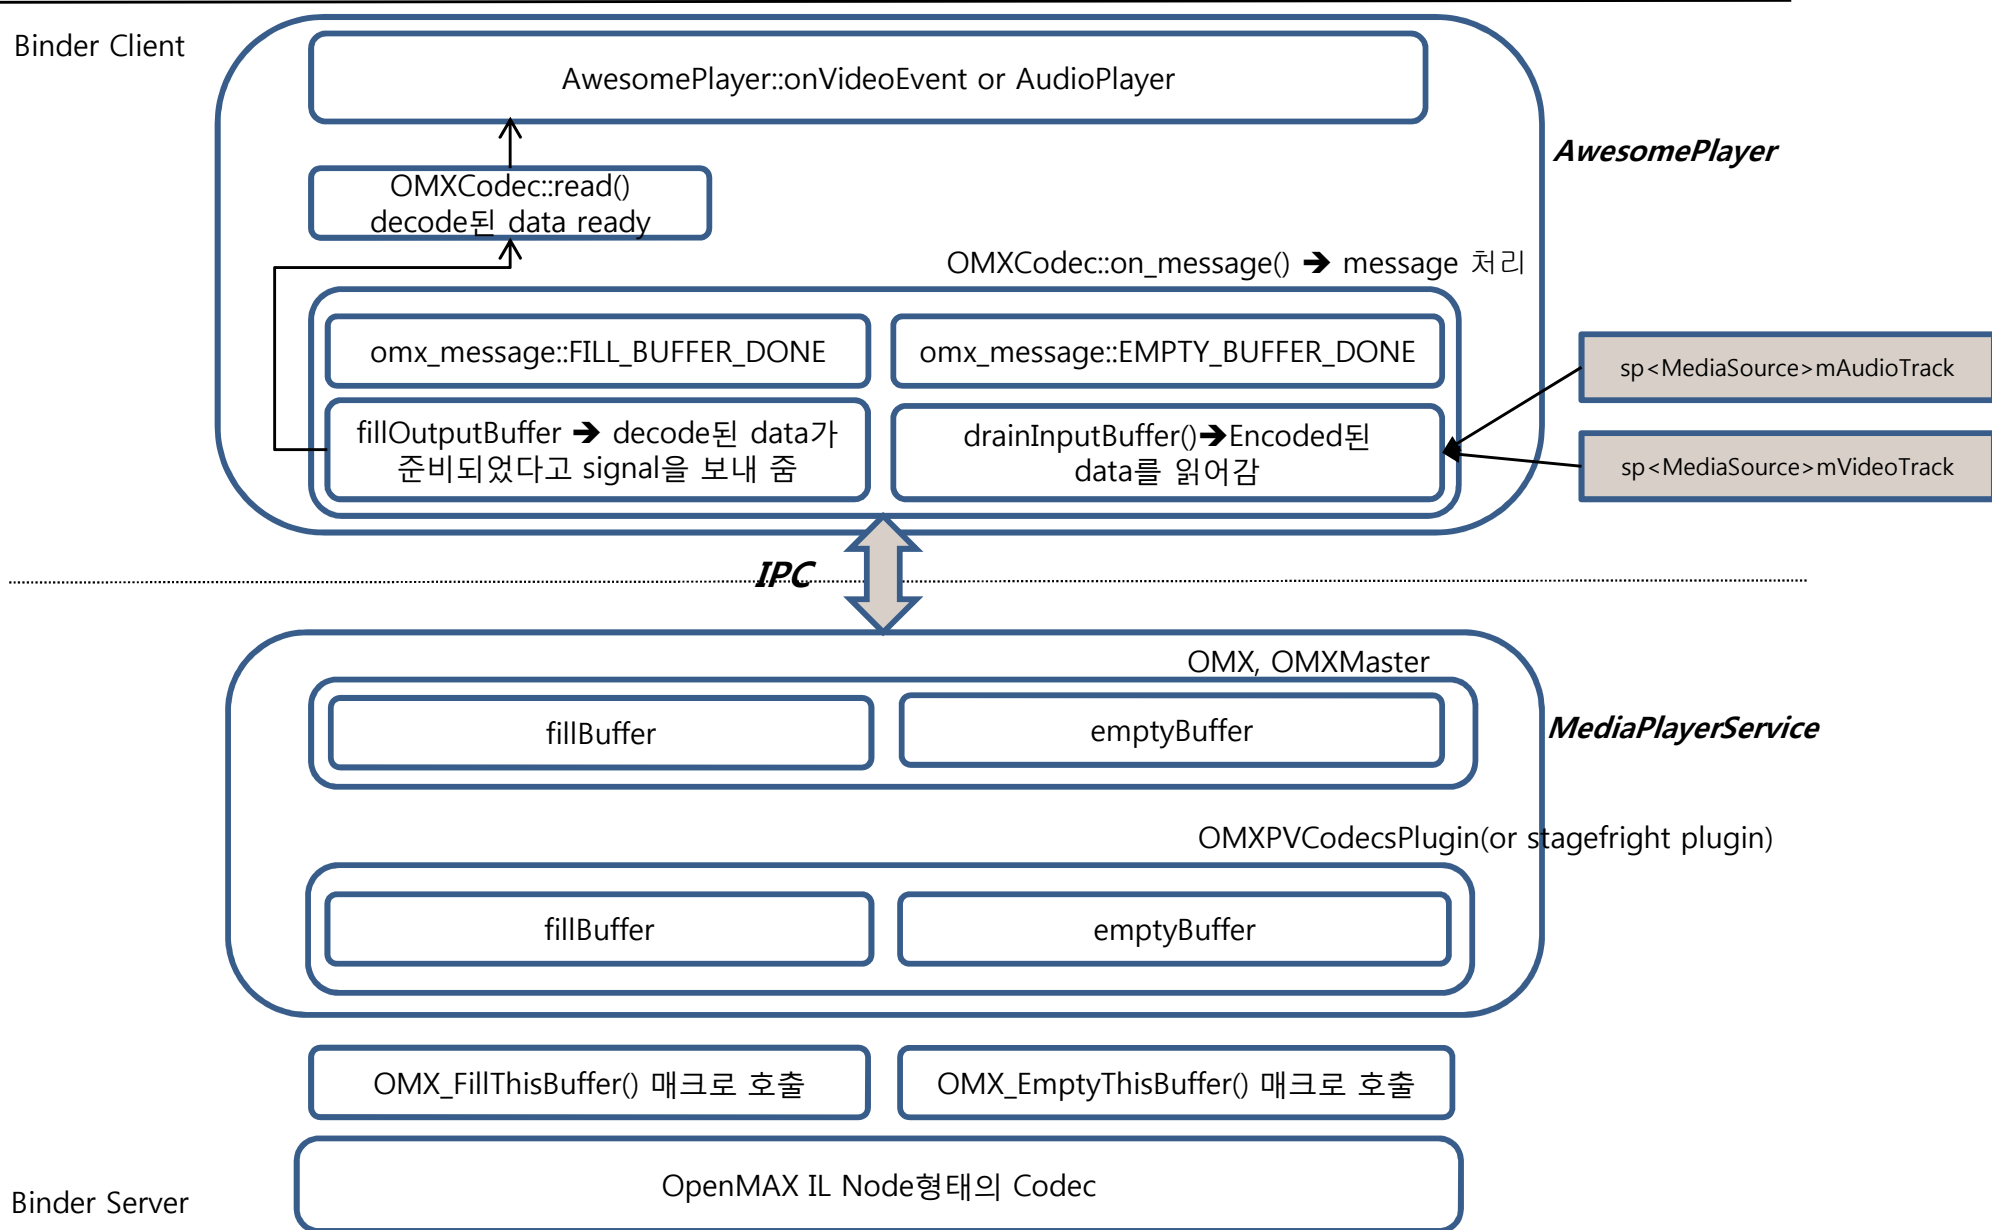 Binder Client
AwesomePlayer::onVideoEvent or AudioPlayer
AwesomePlayer
OMXCodec::read()
decode된 data ready
OMXCodec::on_message() ➔ message 처리
omx_message::FILL_BUFFER_DONE
omx_message::EMPTY_BUFFER_DONE
sp<MediaSource>mAudioTrack
fillOutputBuffer ➔ decode된 data가
준비되었다고 signal을 보내 줌
drainInputBuffer()➔Encoded된
data를 읽어감
sp<MediaSource>mVideoTrack
IPC
OMX, OMXMaster
fillBuffer
emptyBuffer
MediaPlayerService
OMXPVCodecsPlugin(or stagefright plugin)
fillBuffer
emptyBuffer
OMX_FillThisBuffer() 매크로 호출
OMX_EmptyThisBuffer() 매크로 호출
OpenMAX IL Node형태의 Codec
Binder Server